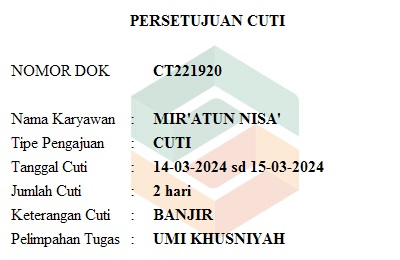 PERSETUJUAN CUTI
NOMOR DOK CT221920
Nama Karyawan : MIR'ATUN NISA'
Tipe Pengajuan : CUTI
Tanggal Cuti : 14-03-2024 sd 15-03-2024
Jumlah Cuti : 2 hari
Keterangan Cuti : BANJIR
Pelimpahan Tugas : UMI KHUSNIYAH